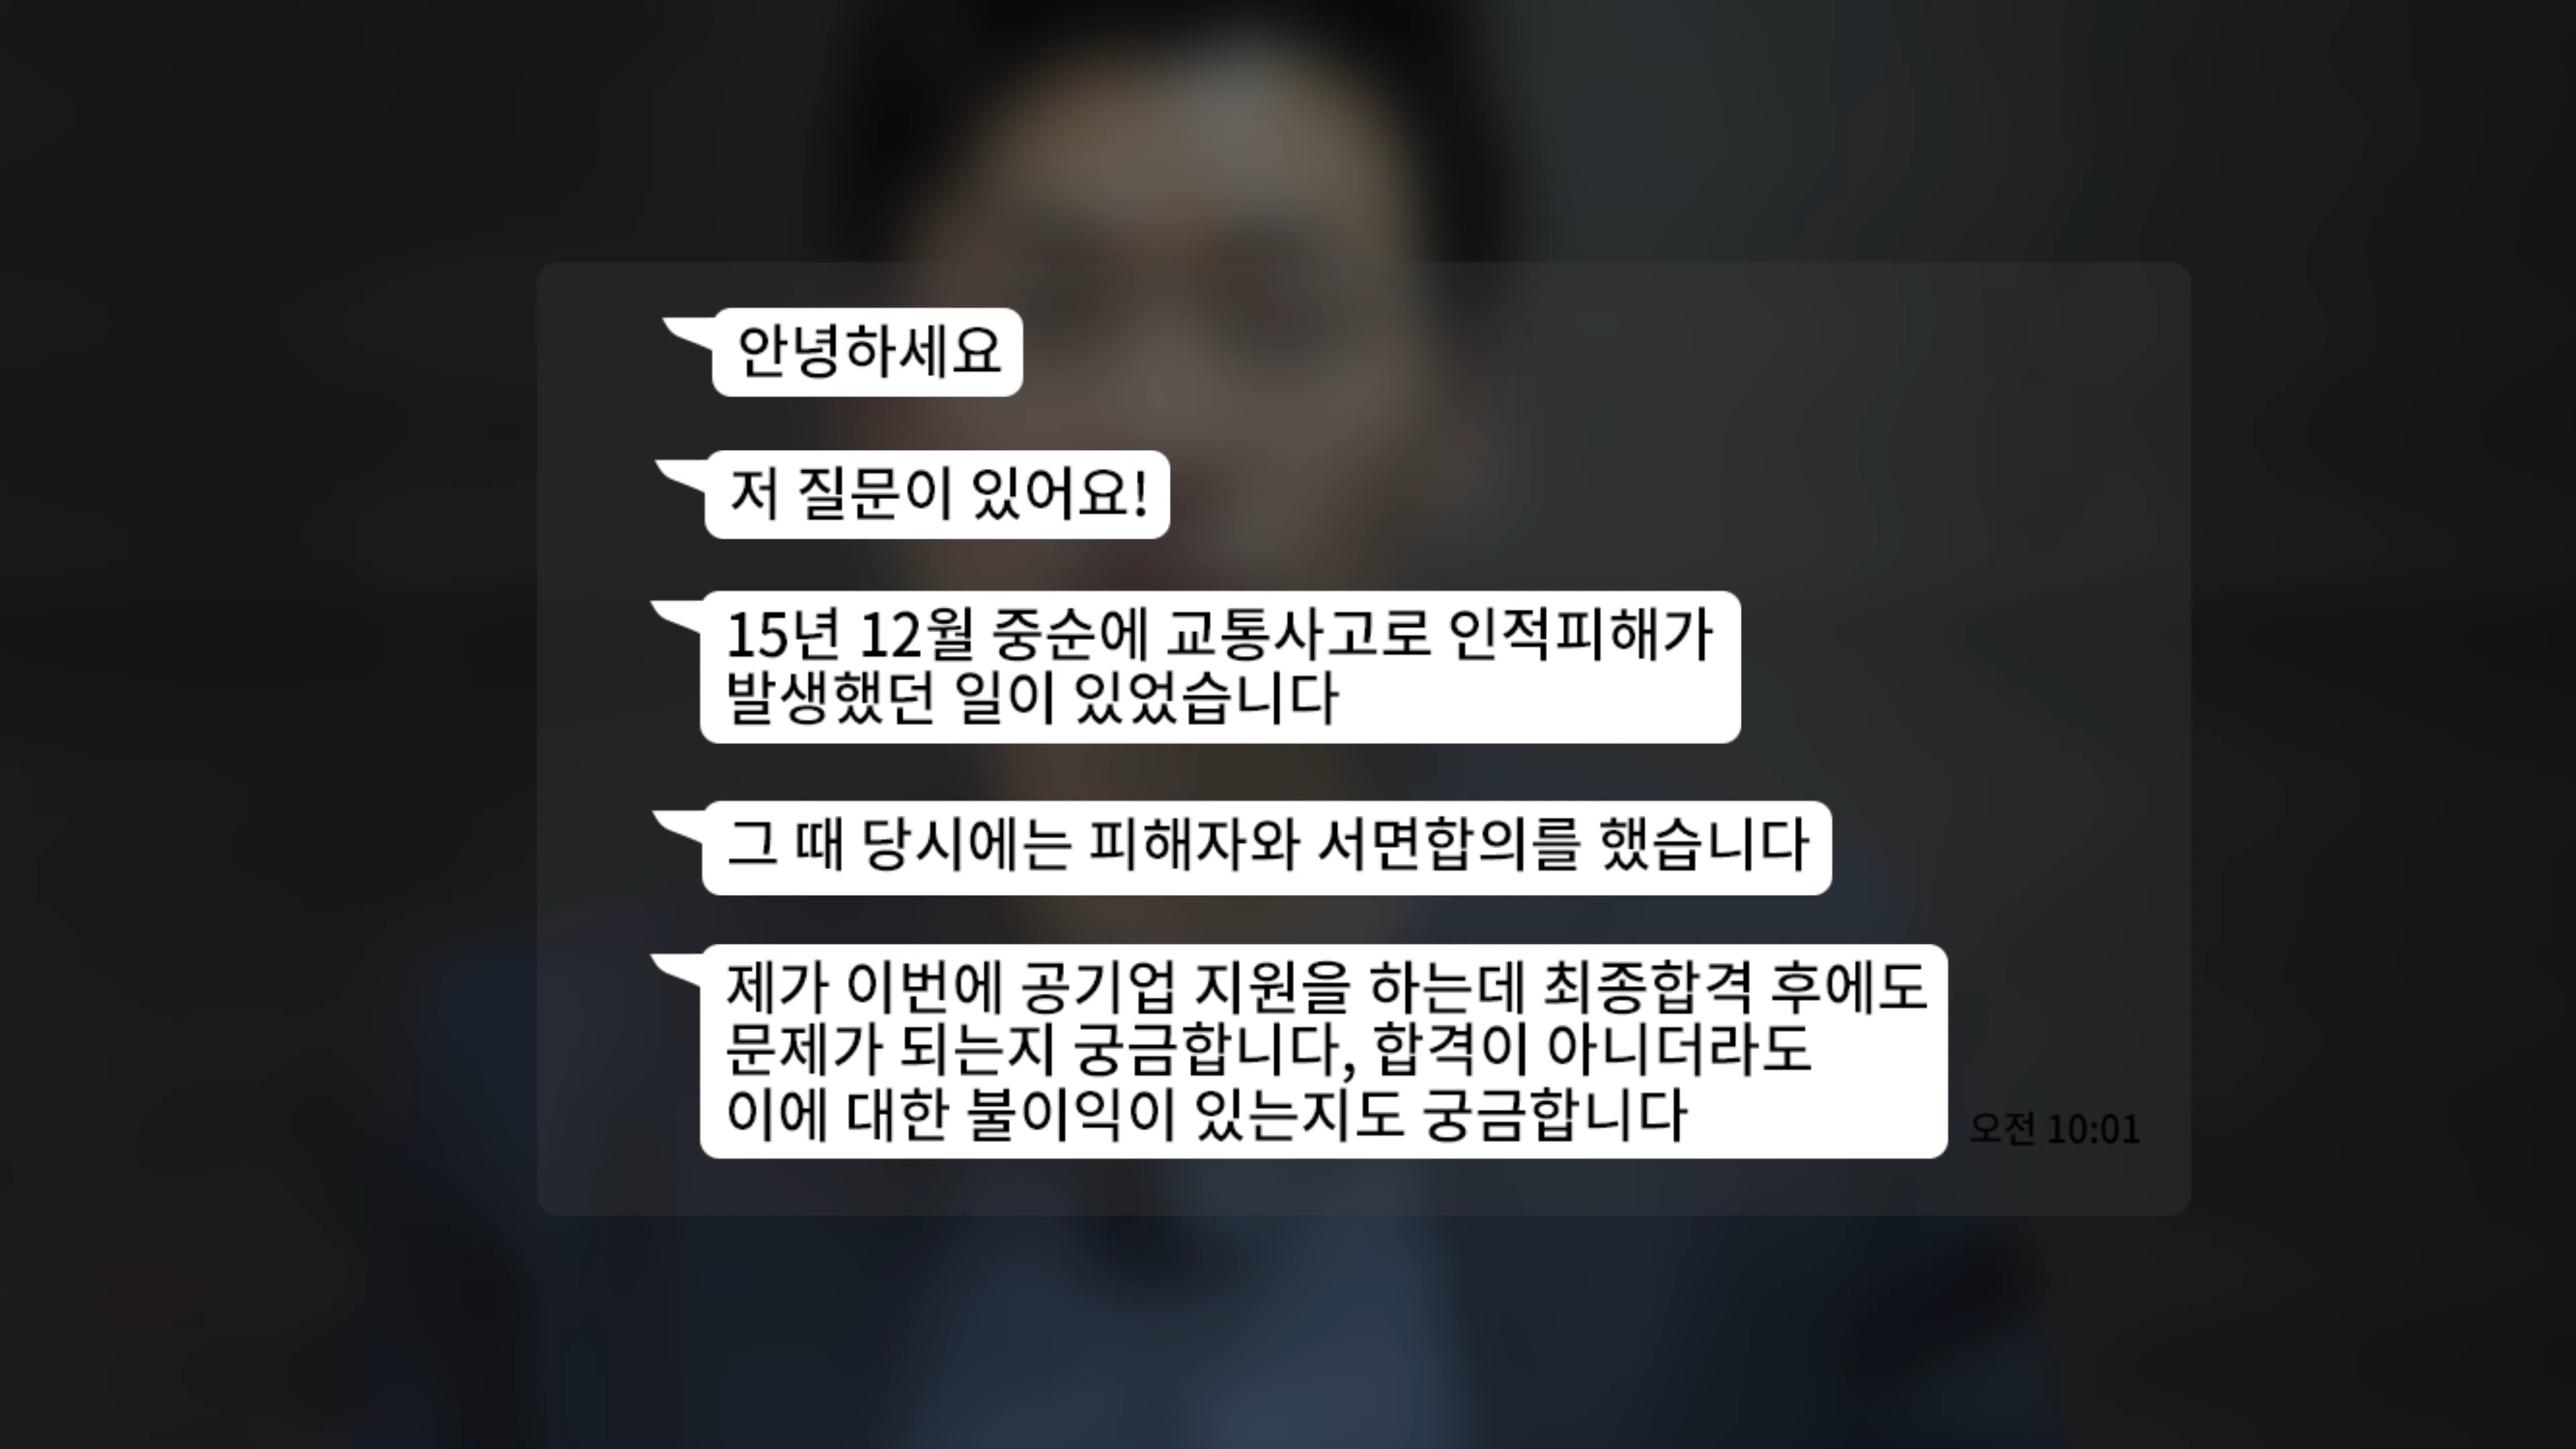 안녕하세요
저 질문이 있어요!
15년 12월 중순에 교통사고로 인적피해가
발생했던 일이 있었습니다
그 때 당시에는 피해자와 서면합의를 했습니다
제가 이번에 공기업 지원을 하는데 최종합격 후에도
문제가 되는지 궁금합니다, 합격이 아니더라도
이에 대한 불이익이 있는지도 궁금합니다
오전 10:01